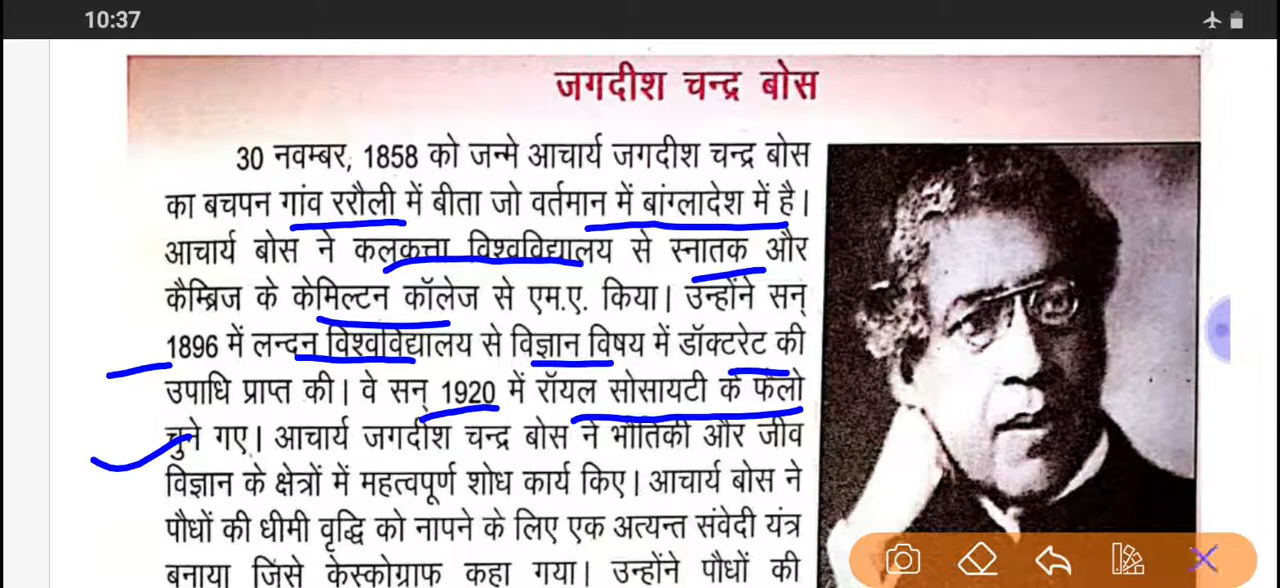 10:37
जगदीश चन्द्र बोस
30 नवम्बर, 1858 को जन्मे आचार्य जगदीश चन्द्र बोस
का बचपन गांव ररौली में बीता जो वर्तमान में बांग्लादेश में है।
आचार्य बोस ने कलकत्ता विश्वविद्यालय से स्नातक और
कैम्ब्रिज के केमिल्टन कॉलेज से एम.ए. किया। उन्होंने सन्
1896 में लन्दन विश्वविद्यालय से विज्ञान विषय में डॉक्टरेट की
उपाधि प्राप्त की। वे सन् 1920 में रॉयल सोसायटी के फैलो
चुने गए। आचार्य जगदीश चन्द्र बोस ने भौतिकी और जीव
विज्ञान के क्षेत्रों में महत्वपूर्ण शोध कार्य किए। आचार्य बोस ने
पौधों की धीमी वृद्धि को नापने के लिए एक अत्यन्त संवेदी यंत्र
बनाया जिसे केस्कोग्राफ कहा गया। उन्होंने पौधों की